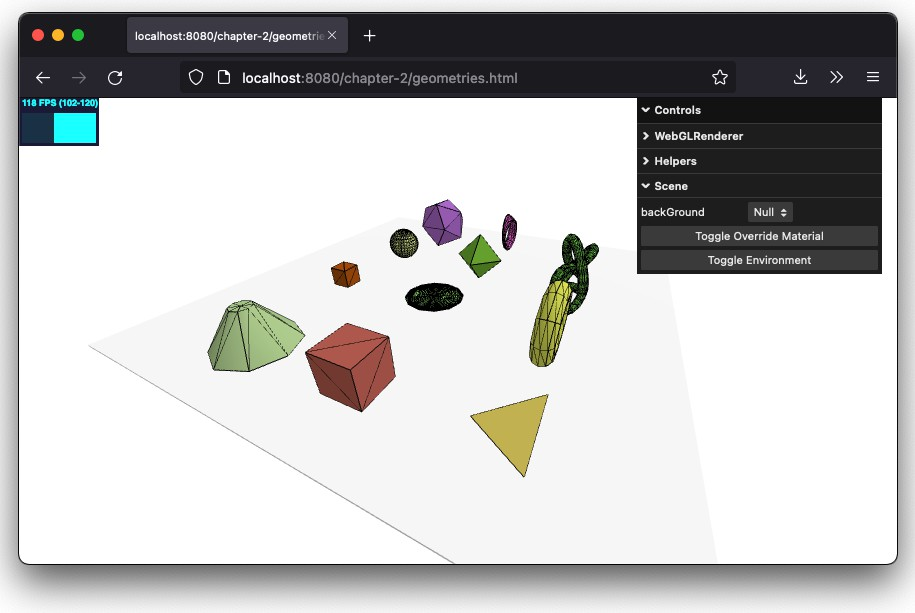 localhost:8080/chapter-2/geometrie
localhost:8080/chapter-2/geometries.html
118 FPS (102-120)
Controls
WebGLRenderer
Helpers
Scene
backGround Null
Toggle Override Material
Toggle Environment